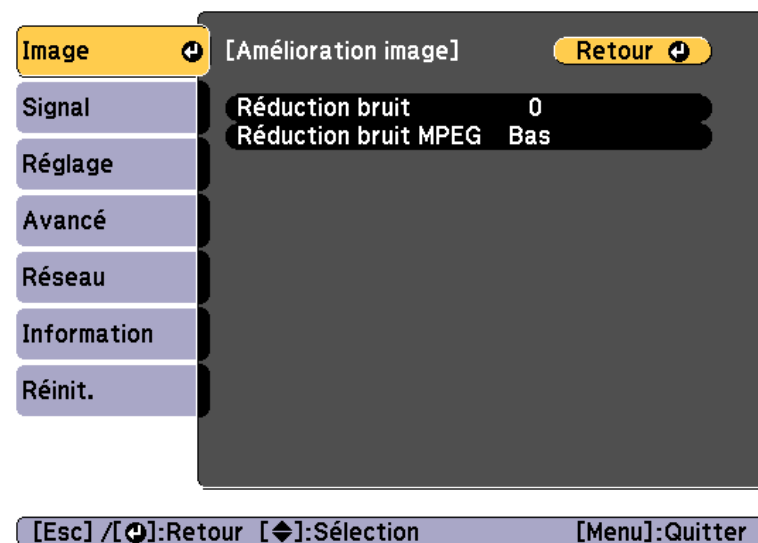 Image
[Amélioration image]
Retour
Signal
Réduction bruit 0
Réduction bruit MPEG Bas
Réglage
Avancé
Réseau
Information
Réinit.
[Esc] /[⏎]:Retour [◆]:Sélection [Menu]:Quitter